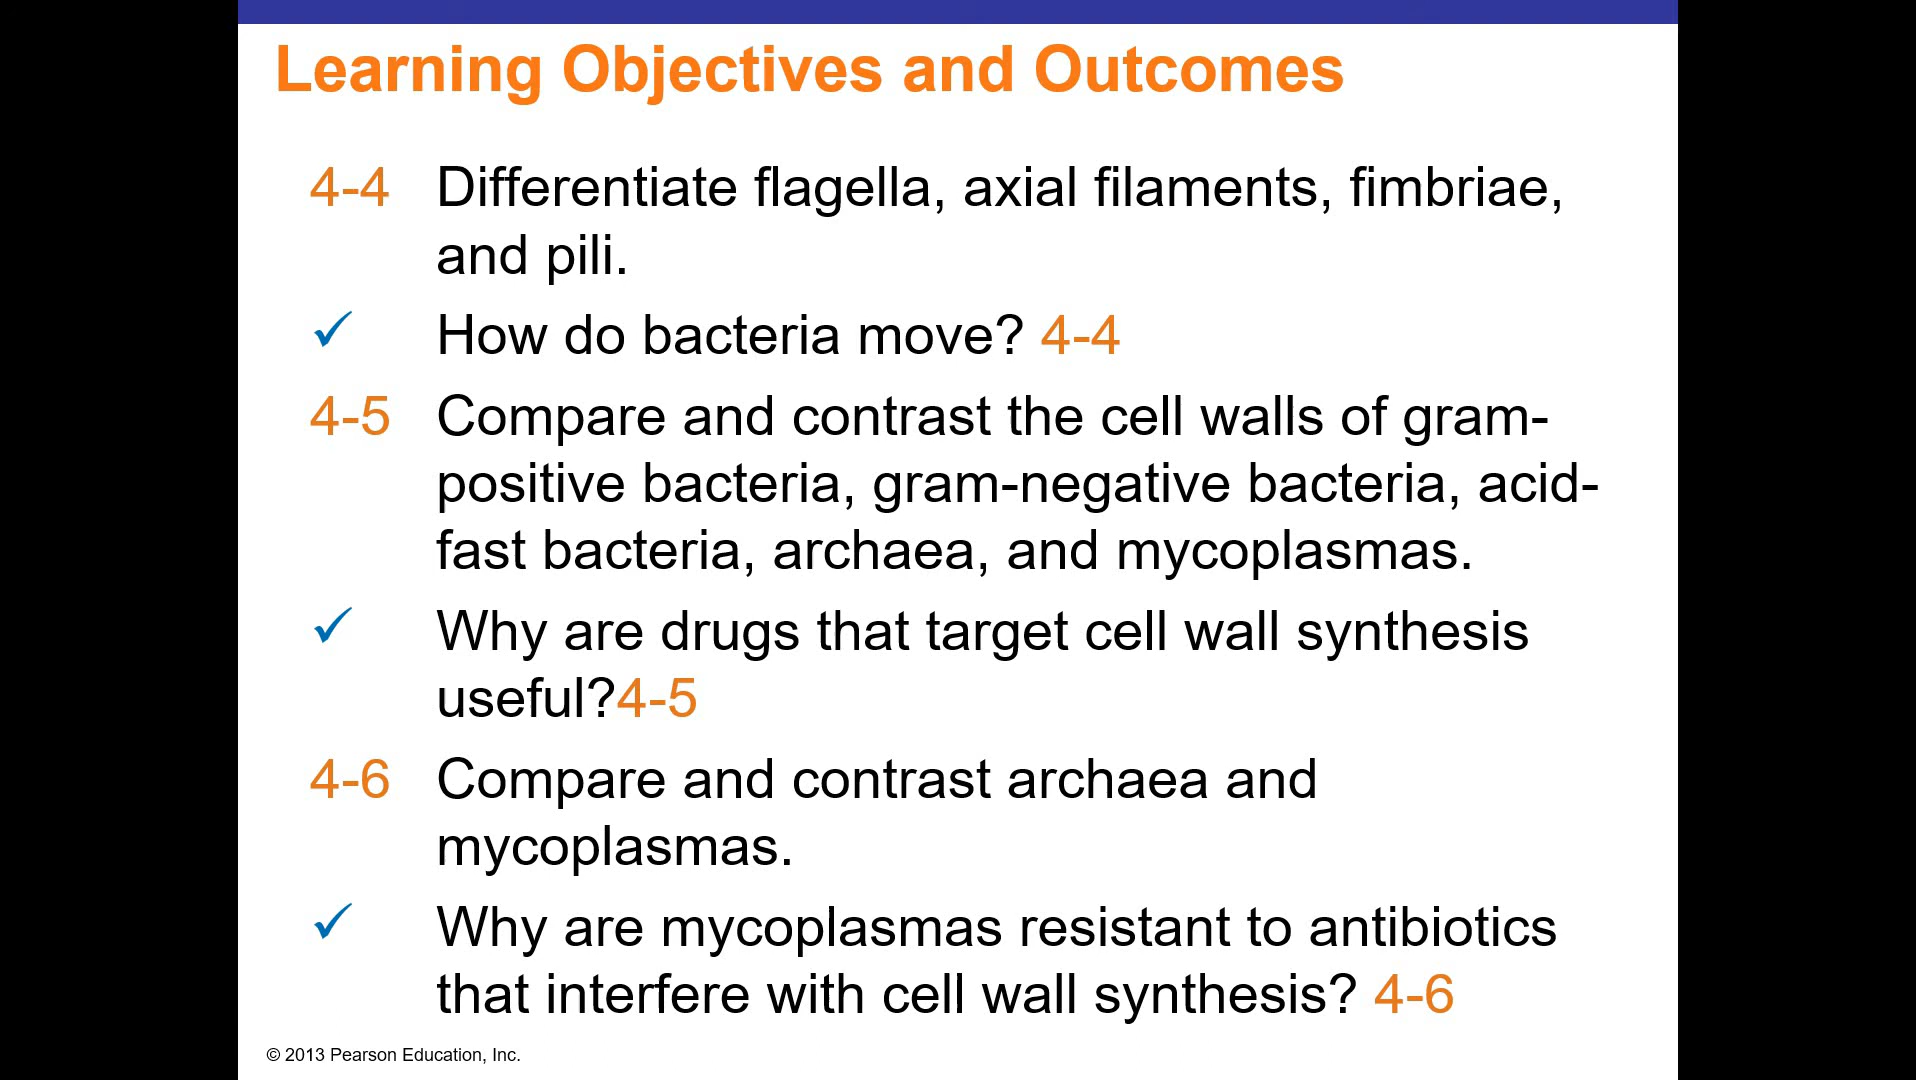 Learning Objectives and Outcomes
4-4 Differentiate flagella, axial filaments, fimbriae,
and pili.
✓ How do bacteria move? 4-4
4-5 Compare and contrast the cell walls of gram-
positive bacteria, gram-negative bacteria, acid-
fast bacteria, archaea, and mycoplasmas.
✓ Why are drugs that target cell wall synthesis
useful?4-5
4-6 Compare and contrast archaea and
mycoplasmas.
✓ Why are mycoplasmas resistant to antibiotics
that interfere with cell wall synthesis? 4-6
© 2013 Pearson Education, Inc.